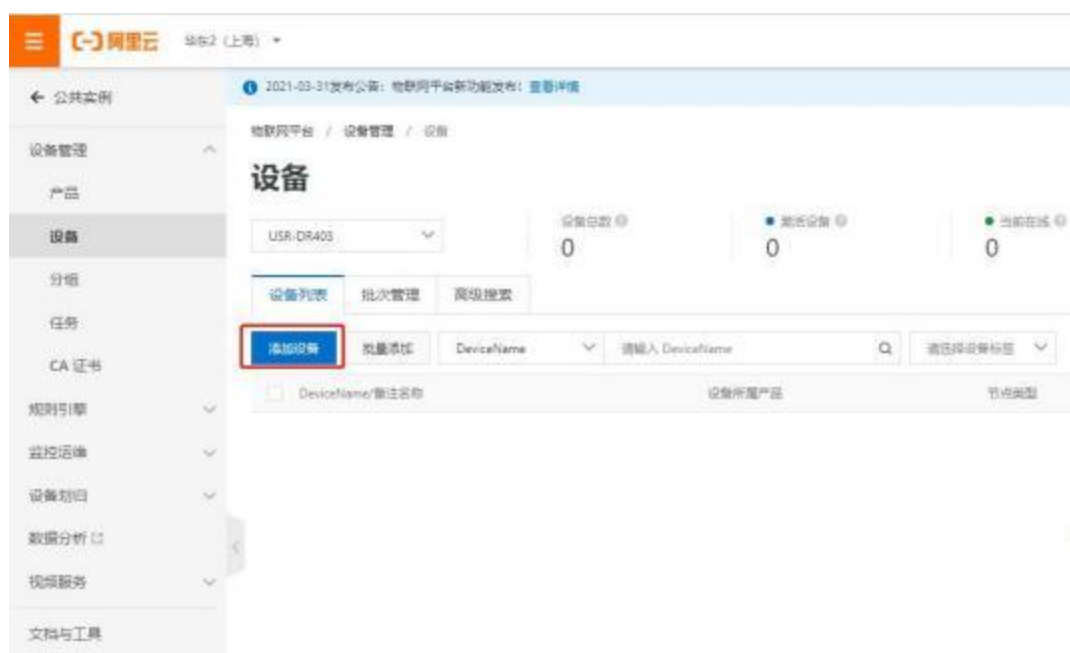 阿里云 华东2（上海）
公共实例
2021-03-31发布公告：物联网平台新功能发布！查看详情
物联网平台 / 设备管理 / 设备
设备管理
产品
设备
分组
任务
CA 证书
规则引擎
监控运维
设备划归
数据分析
视频服务
文档与工具
设备
USR-DR403
设备总数
0
激活设备
0
当前在线
0
设备列表 批次管理 高级搜索
添加设备 批量添加 DeviceName 请输入 DeviceName 请选择设备标签
DeviceName/备注名称 设备所属产品 节点类型